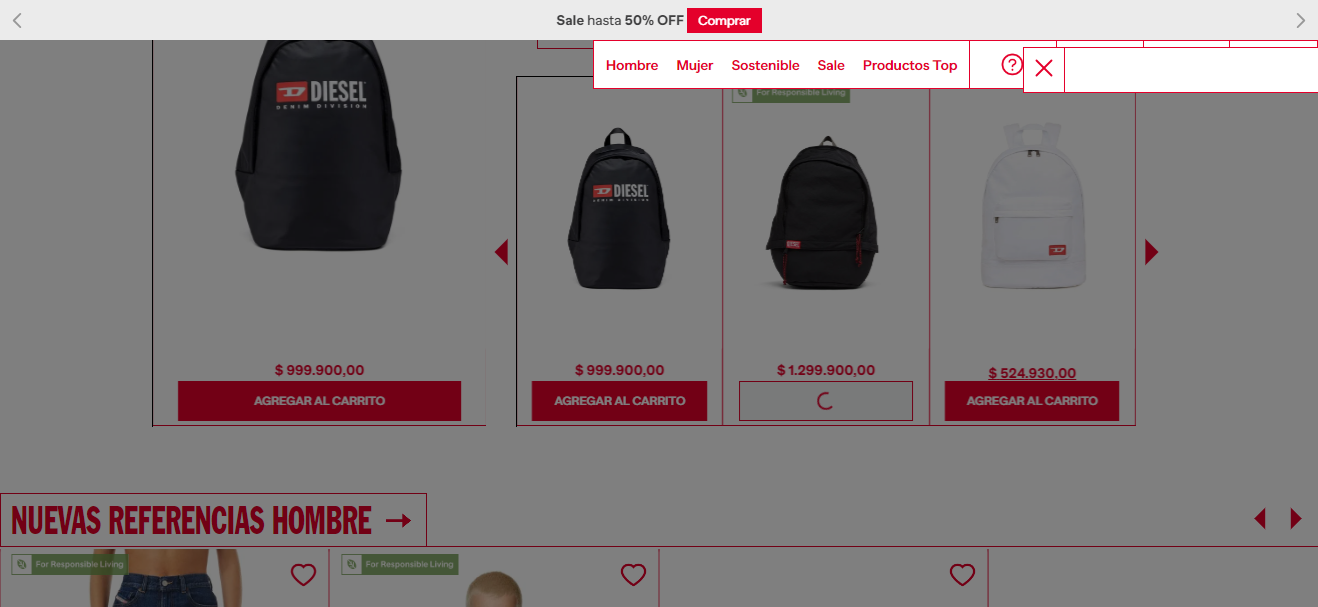 Sale hasta 50% OFF Comprar
Hombre Mujer Sostenible Sale Productos Top
DIESEL
DENIM DIVISION
For Responsible Living
DIESEL
DENIM DIVISION
DIESEL
$ 999.900,00
AGREGAR AL CARRITO
$ 999.900,00
AGREGAR AL CARRITO
$ 1.299.900,00
$ 524.930,00
AGREGAR AL CARRITO
NUEVAS REFERENCIAS HOMBRE
For Responsible Living
For Responsible Living